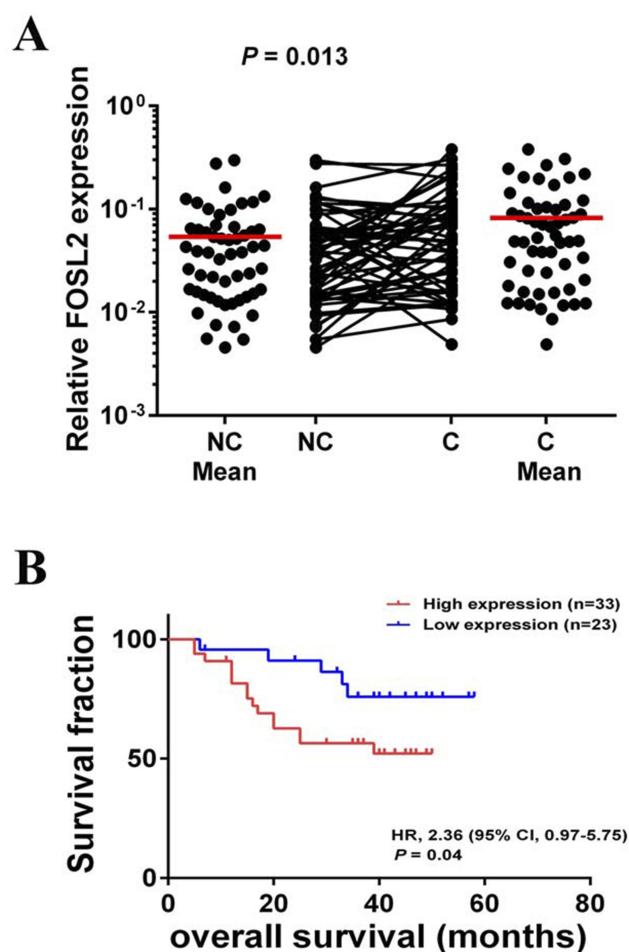 A
P = 0.013
Relative FOSL2 expression
10⁰
10⁻¹
10⁻²
10⁻³
NC
Mean
NC
C
C
Mean
B
High expression (n=33)
Low expression (n=23)
Survival fraction
100
50
0
HR, 2.36 (95% CI, 0.97-5.75)
P = 0.04
0
20
40
60
80
overall survival (months)